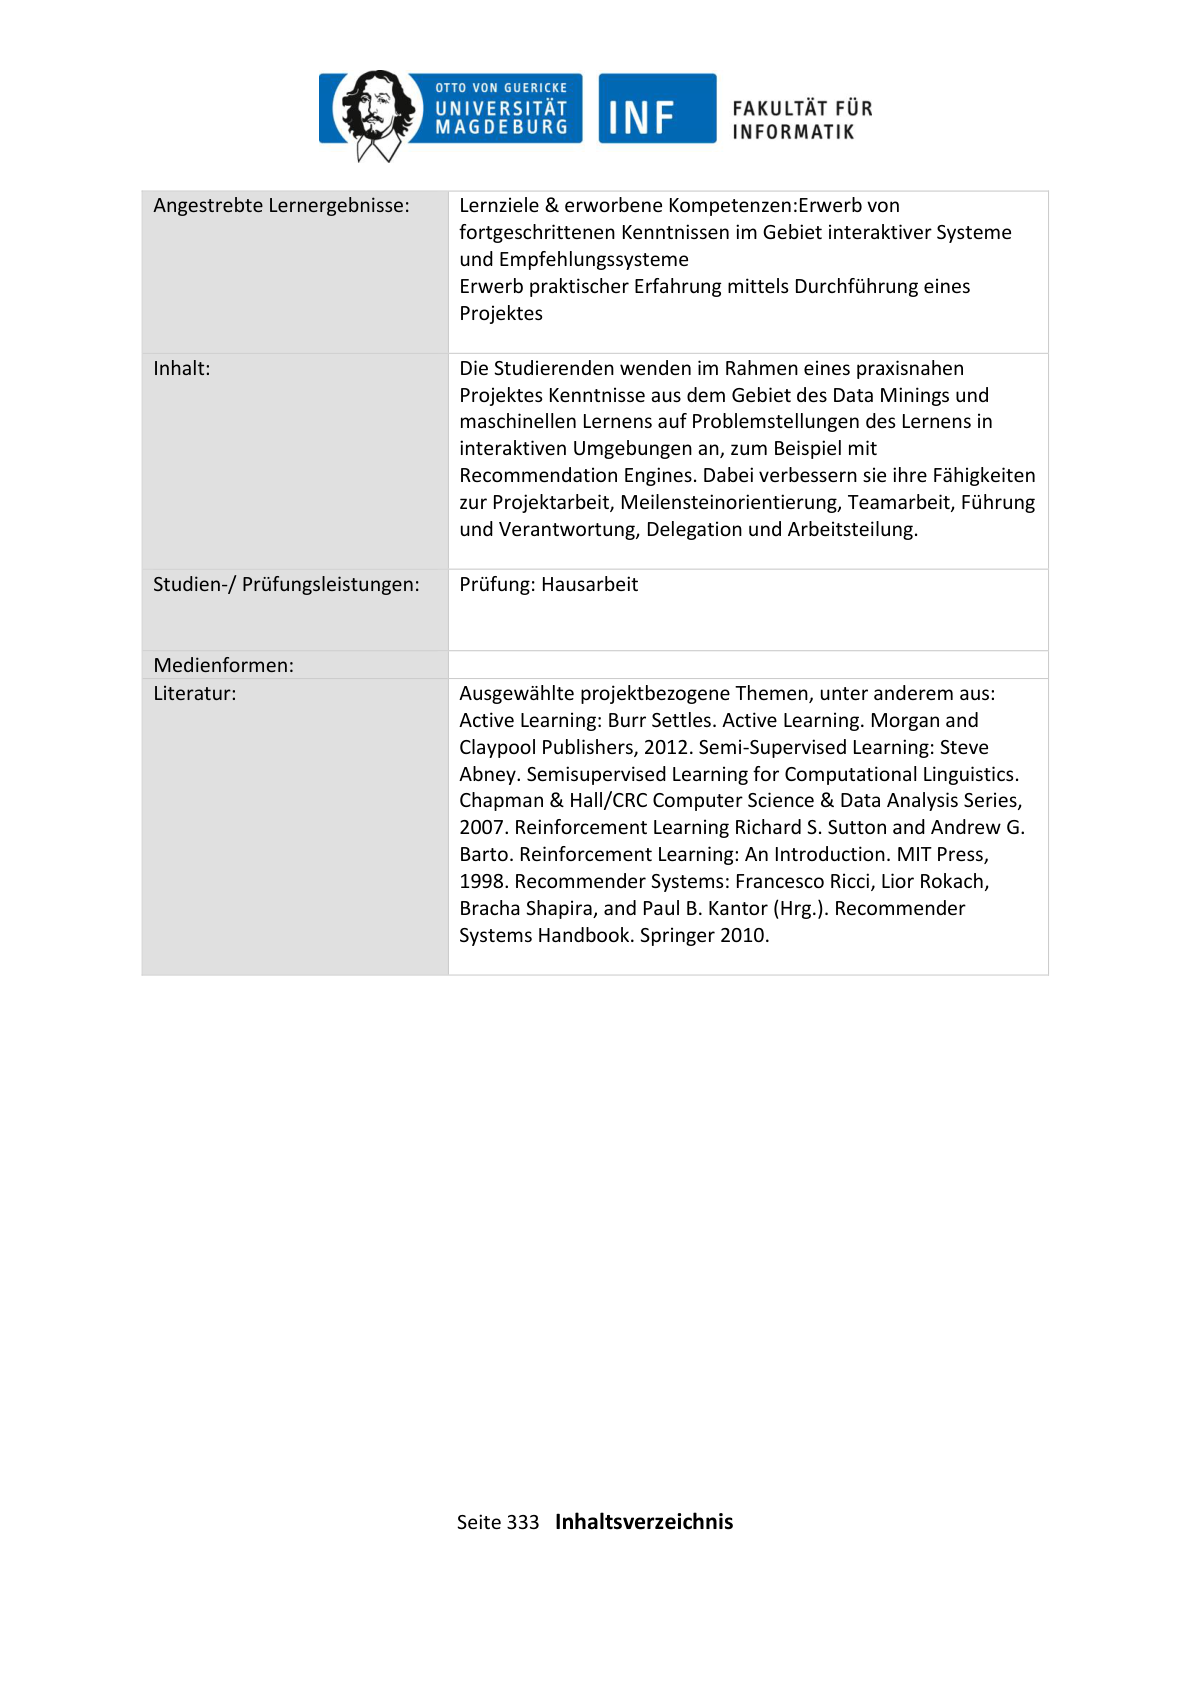 OTTO VON GUERICKE
UNIVERSITÄT
MAGDEBURG
INF
FAKULTÄT FÜR
INFORMATIK
Angestrebte Lernergebnisse:
Lernziele & erworbene Kompetenzen:Erwerb von
fortgeschrittenen Kenntnissen im Gebiet interaktiver Systeme
und Empfehlungssysteme
Erwerb praktischer Erfahrung mittels Durchführung eines
Projektes
Inhalt:
Die Studierenden wenden im Rahmen eines praxisnahen
Projektes Kenntnisse aus dem Gebiet des Data Minings und
maschinellen Lernens auf Problemstellungen des Lernens in
interaktiven Umgebungen an, zum Beispiel mit
Recommendation Engines. Dabei verbessern sie ihre Fähigkeiten
zur Projektarbeit, Meilensteinorientierung, Teamarbeit, Führung
und Verantwortung, Delegation und Arbeitsteilung.
Studien-/ Prüfungsleistungen:
Prüfung: Hausarbeit
Medienformen:
Literatur:
Ausgewählte projektbezogene Themen, unter anderem aus:
Active Learning: Burr Settles. Active Learning. Morgan and
Claypool Publishers, 2012. Semi-Supervised Learning: Steve
Abney. Semisupervised Learning for Computational Linguistics.
Chapman & Hall/CRC Computer Science & Data Analysis Series,
2007. Reinforcement Learning Richard S. Sutton and Andrew G.
Barto. Reinforcement Learning: An Introduction. MIT Press,
1998. Recommender Systems: Francesco Ricci, Lior Rokach,
Bracha Shapira, and Paul B. Kantor (Hrg.). Recommender
Systems Handbook. Springer 2010.
Seite 333 Inhaltsverzeichnis